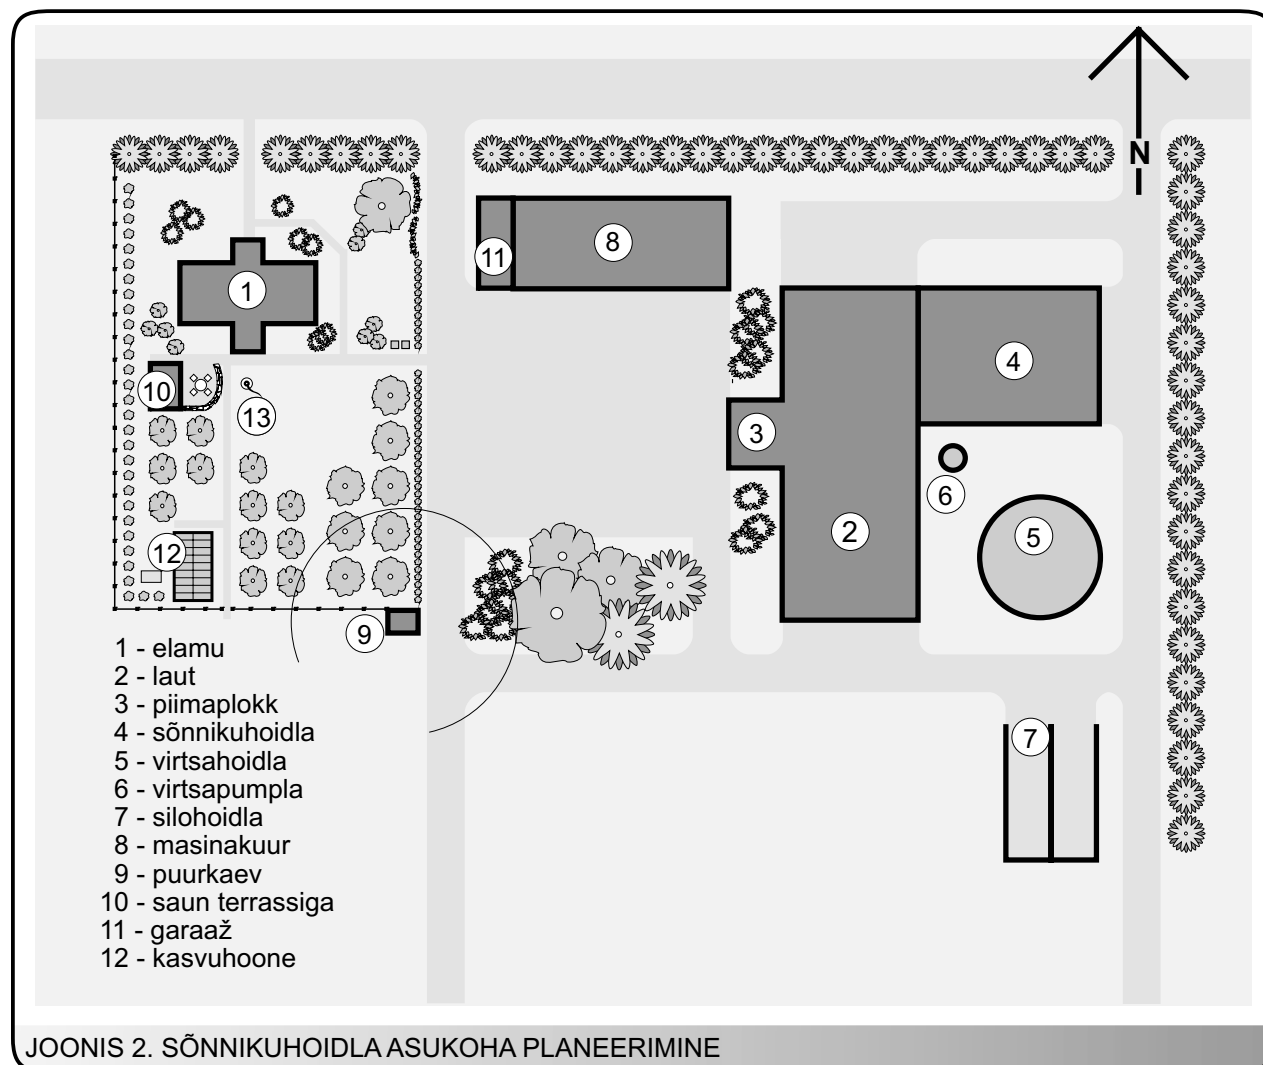 N
11
8
1
4
10
13
3
6
5
2
12
9
7
1 - elamu
2 - laut
3 - piimaplokk
4 - sõnnikuhoidla
5 - virtsahoidla
6 - virtsapumpla
7 - silohoidla
8 - masinakuur
9 - puurkaev
10 - saun terrassiga
11 - garaaž
12 - kasvuhoone
JOONIS 2. SÕNNIKUHOIDLA ASUKOHA PLANEERIMINE